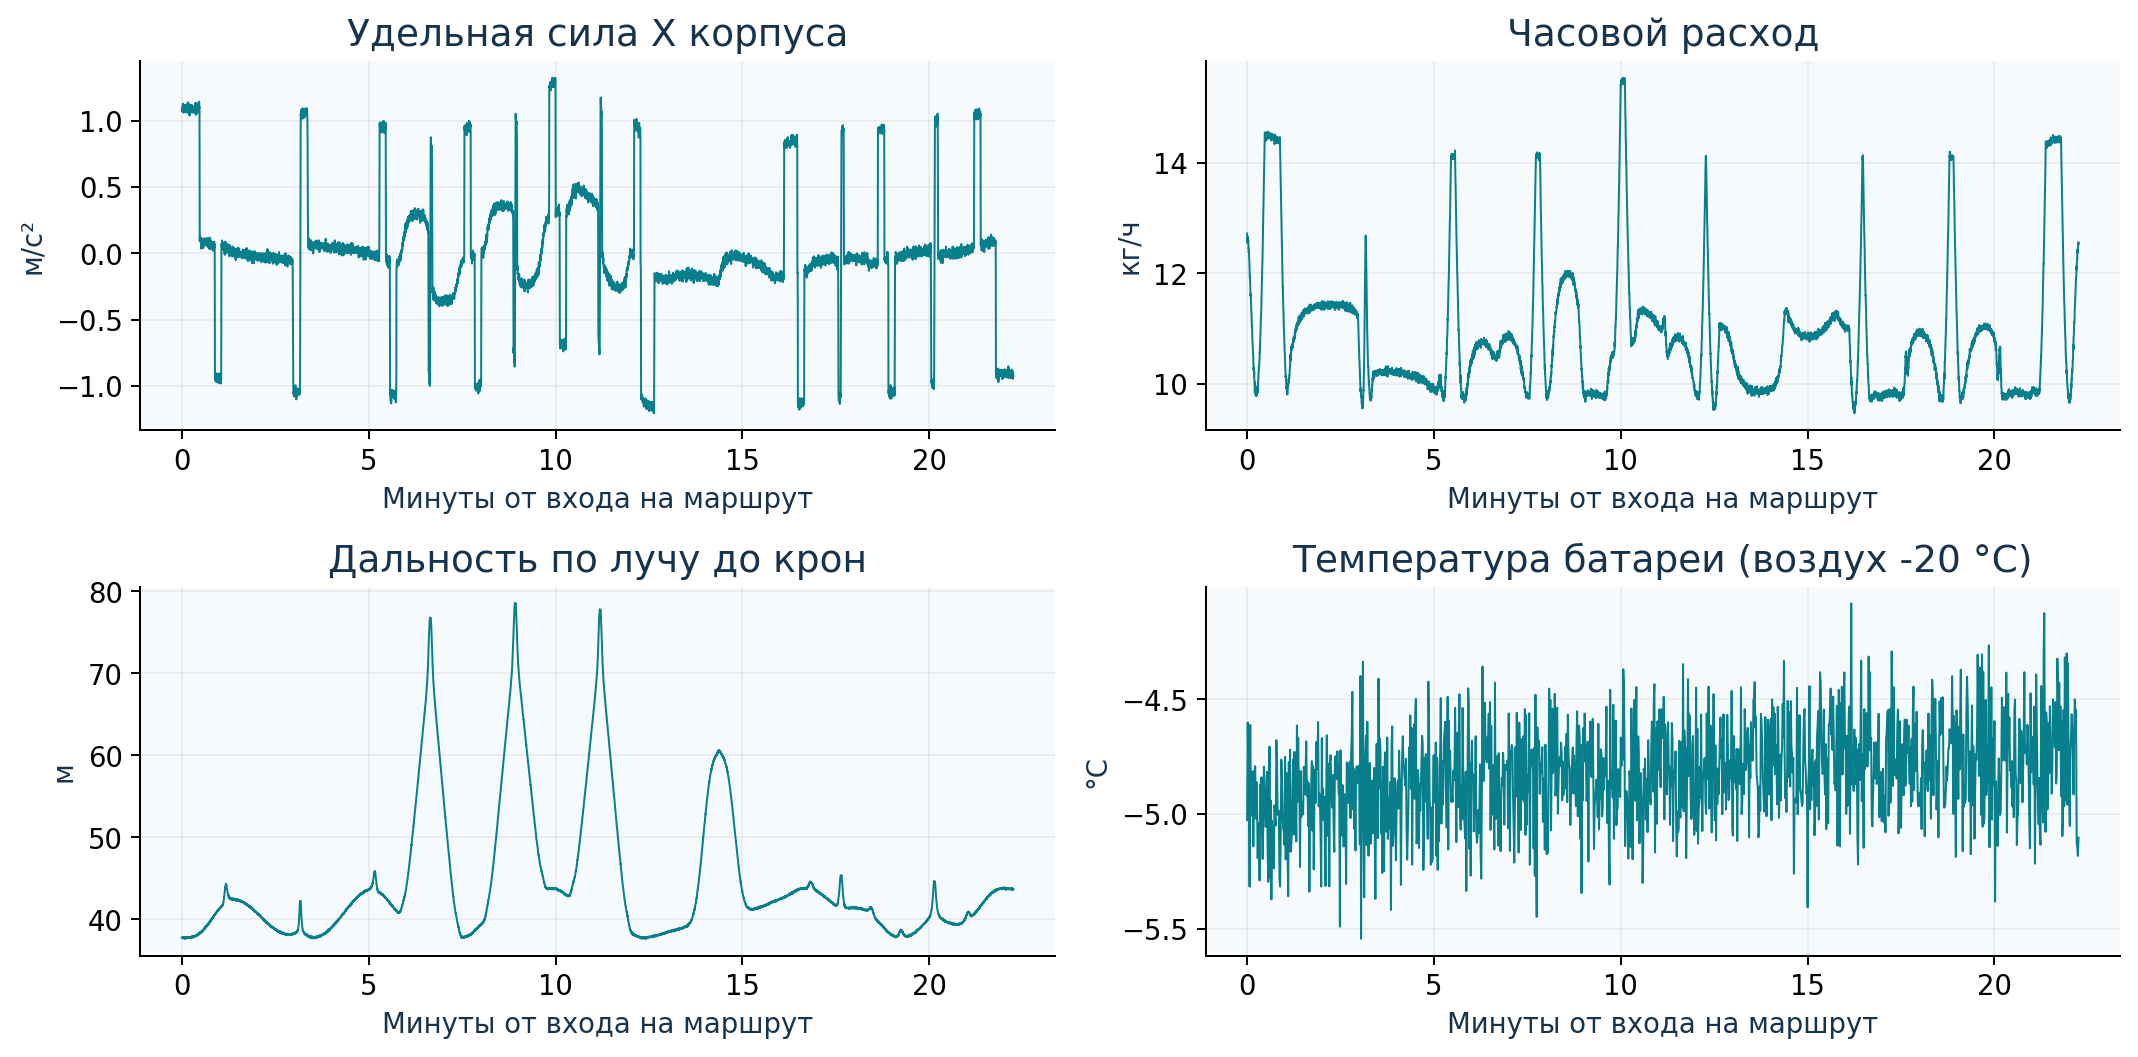 Удельная сила X корпуса
м/с²
1.0
0.5
0.0
−0.5
−1.0
0 5 10 15 20
Минуты от входа на маршрут
Часовой расход
кг/ч
14
12
10
0 5 10 15 20
Минуты от входа на маршрут
Дальность по лучу до крон
м
80
70
60
50
40
0 5 10 15 20
Минуты от входа на маршрут
Температура батареи (воздух -20 °C)
°C
−4.5
−5.0
−5.5
0 5 10 15 20
Минуты от входа на маршрут